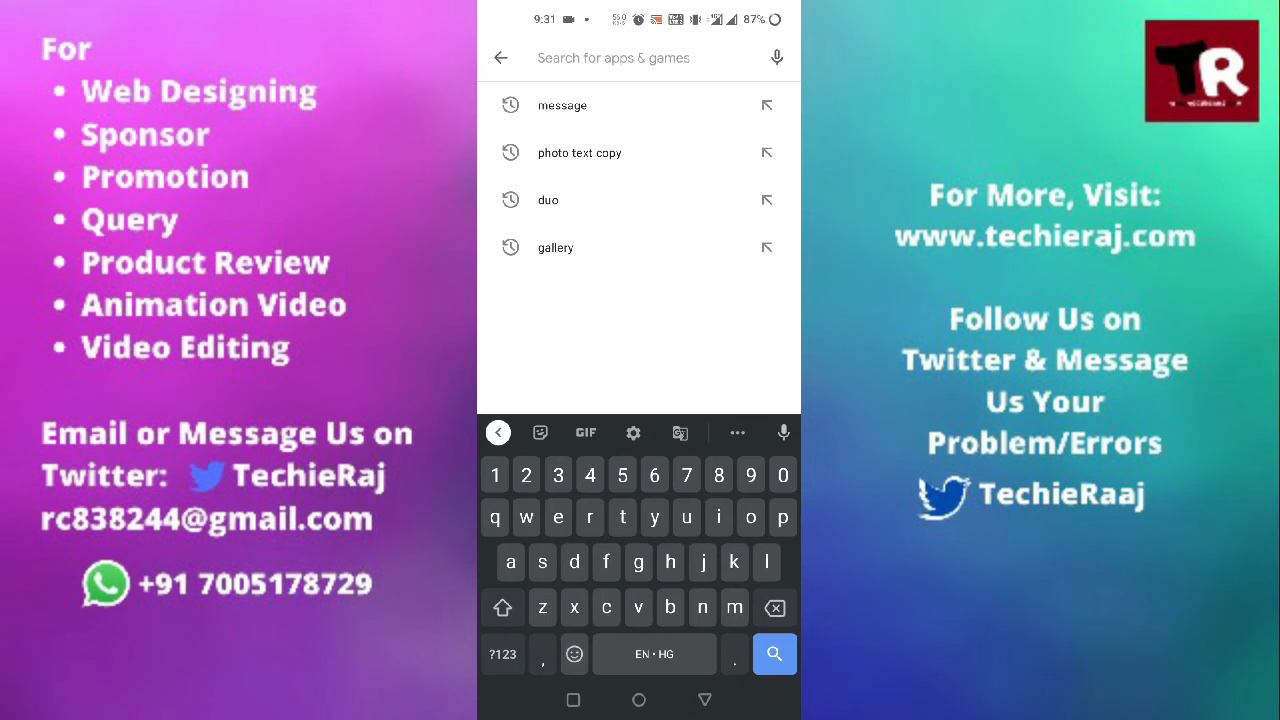 For
• Web Designing
• Sponsor
• Promotion
• Query
• Product Review
• Animation Video
• Video Editing
Email or Message Us on
Twitter: TechieRaj
rc838244@gmail.com
+91 7005178729
9:31
87%
Search for apps & games
message
photo text copy
duo
gallery
GIF
1 2 3 4 5 6 7 8 9 0
q w e r t y u i o p
a s d f g h j k l
z x c v b n m
?123 , EN • HG .
TR
For More, Visit:
www.techieraj.com
Follow Us on
Twitter & Message
Us Your
Problem/Errors
TechieRaaj